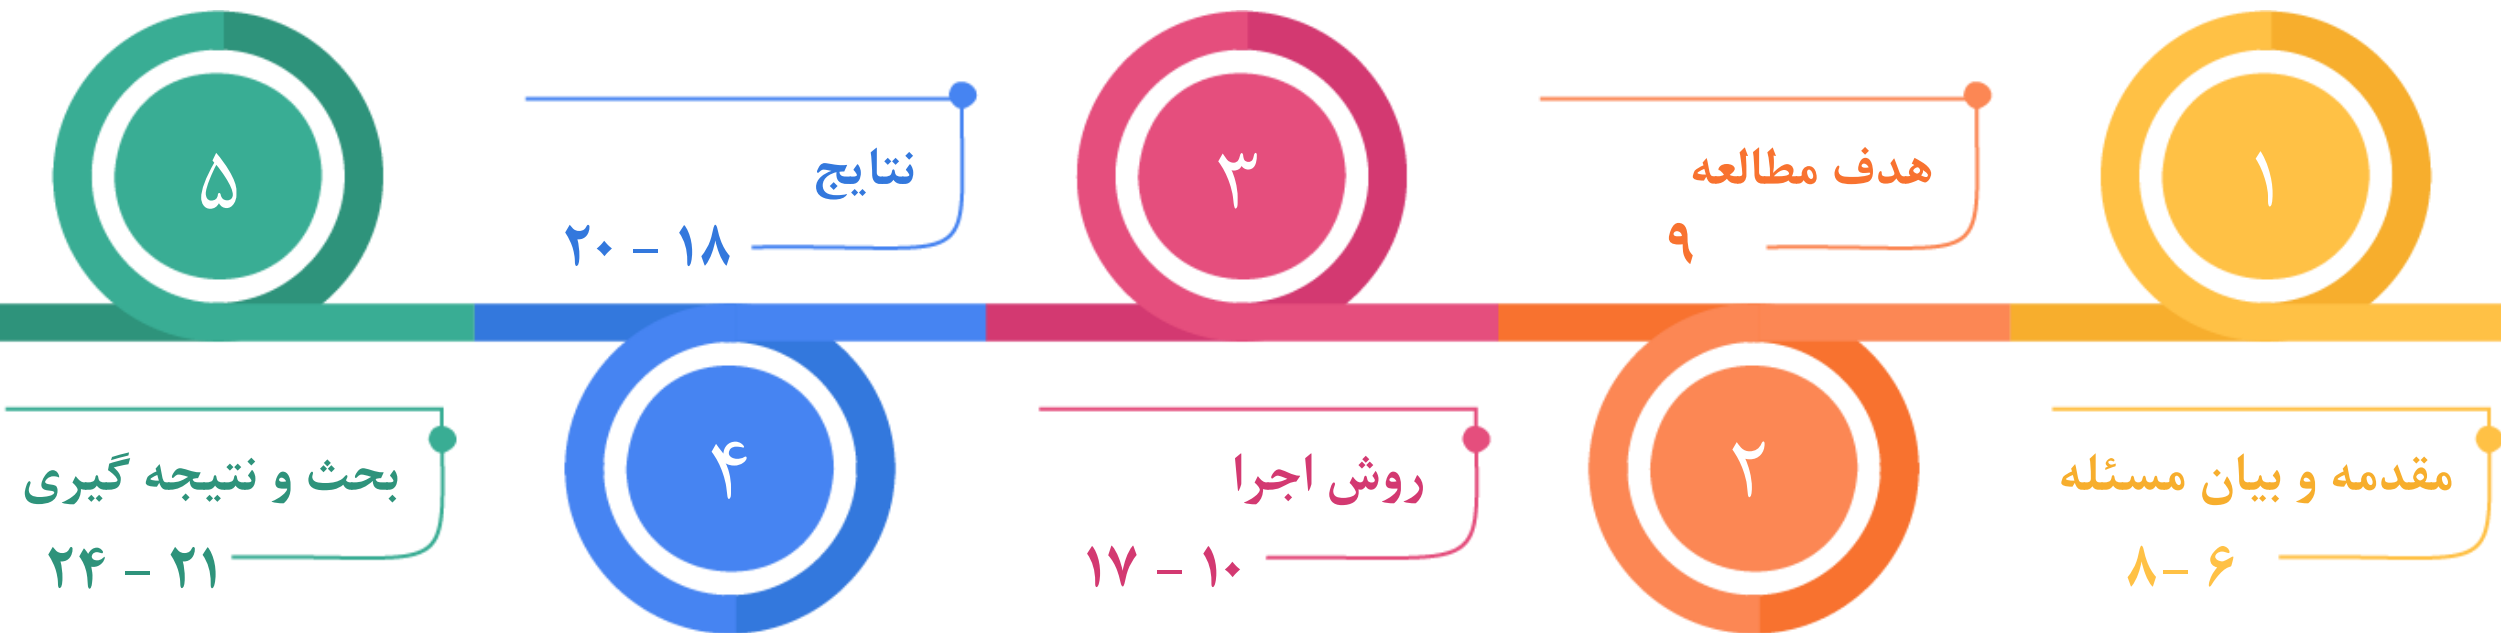 ۱
مقدمه و بیان مسئله
۶ – ۸
۲
هدف مطالعه
۹
۳
روش اجرا
۱۰ – ۱۷
۴
نتایج
۱۸ – ۲۰
۵
بحث و نتیجه گیری
۲۱ – ۲۴